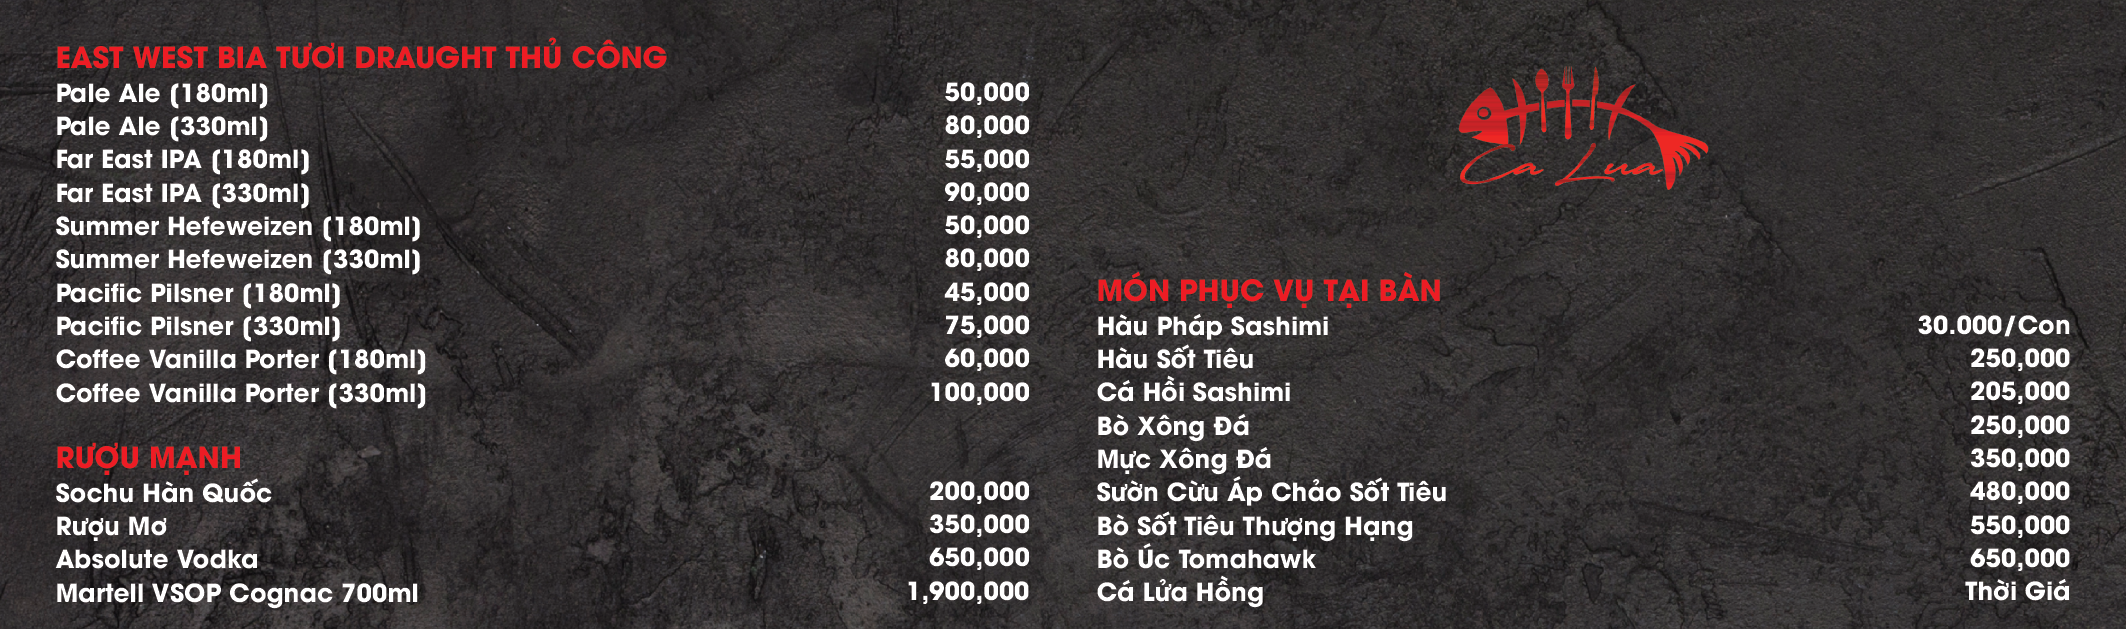 EAST WEST BIA TƯƠI DRAUGHT THỦ CÔNG
Pale Ale (180ml) 50,000
Pale Ale (330ml) 80,000
Far East IPA (180ml) 55,000
Far East IPA (330ml) 90,000
Summer Hefeweizen (180ml) 50,000
Summer Hefeweizen (330ml) 80,000
Pacific Pilsner (180ml) 45,000
Pacific Pilsner (330ml) 75,000
Coffee Vanilla Porter (180ml) 60,000
Coffee Vanilla Porter (330ml) 100,000
RƯỢU MẠNH
Sochu Hàn Quốc 200,000
Rượu Mơ 350,000
Absolute Vodka 650,000
Martell VSOP Cognac 700ml 1,900,000
Ca Lua
MÓN PHỤC VỤ TẠI BÀN
Hàu Pháp Sashimi 30.000/Con
Hàu Sốt Tiêu 250,000
Cá Hồi Sashimi 205,000
Bò Xông Đá 250,000
Mực Xông Đá 350,000
Sườn Cừu Áp Chảo Sốt Tiêu 480,000
Bò Sốt Tiêu Thượng Hạng 550,000
Bò Úc Tomahawk 650,000
Cá Lửa Hồng Thời Giá